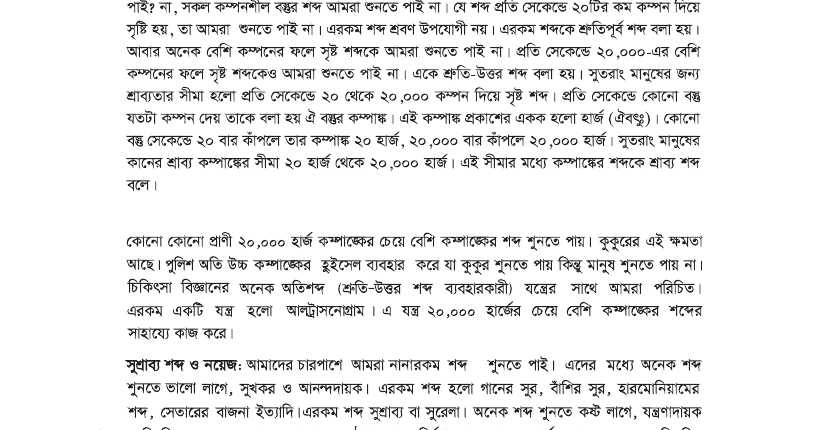 পাই? না, সকল কম্পনশীল বস্তুর শব্দ আমরা শুনতে পাই না। যে শব্দ প্রতি সেকেন্ডে ২০টির কম কম্পন দিয়ে
সৃষ্টি হয়, তা আমরা শুনতে পাই না। এরকম শব্দ শ্রবণ উপযোগী নয়। এরকম শব্দকে শ্রুতিপূর্ব শব্দ বলা হয়।
আবার অনেক বেশি কম্পনের ফলে সৃষ্ট শব্দকে আমরা শুনতে পাই না। প্রতি সেকেন্ডে ২০,০০০-এর বেশি
কম্পনের ফলে সৃষ্ট শব্দকেও আমরা শুনতে পাই না। একে শ্রুতি-উত্তর শব্দ বলা হয়। সুতরাং মানুষের জন্য
শ্রাব্যতার সীমা হলো প্রতি সেকেন্ডে ২০ থেকে ২০,০০০ কম্পন দিয়ে সৃষ্ট শব্দ। প্রতি সেকেন্ডে কোনো বস্তু
যতটা কম্পন দেয় তাকে বলা হয় ঐ বস্তুর কম্পাঙ্ক। এই কম্পাঙ্ক প্রকাশের একক হলো হার্জ (ঐবৎঃু)। কোনো
বস্তু সেকেন্ডে ২০ বার কাঁপলে তার কম্পাঙ্ক ২০ হার্জ, ২০,০০০ বার কাঁপলে ২০,০০০ হার্জ। সুতরাং মানুষের
কানের শ্রাব্য কম্পাঙ্কের সীমা ২০ হার্জ থেকে ২০,০০০ হার্জ। এই সীমার মধ্যে কম্পাঙ্কের শব্দকে শ্রাব্য শব্দ
বলে।
কোনো কোনো প্রাণী ২০,০০০ হার্জ কম্পাঙ্কের চেয়ে বেশি কম্পাঙ্কের শব্দ শুনতে পায়। কুকুরের এই ক্ষমতা
আছে। পুলিশ অতি উচ্চ কম্পাঙ্কের হুইসেল ব্যবহার করে যা কুকুর শুনতে পায় কিন্তু মানুষ শুনতে পায় না।
চিকিৎসা বিজ্ঞানের অনেক অতিশব্দ (শ্রুতি-উত্তর শব্দ ব্যবহারকারী) যন্ত্রের সাথে আমরা পরিচিত।
এরকম একটি যন্ত্র হলো আলট্রাসনোগ্রাম। এ যন্ত্র ২০,০০০ হার্জের চেয়ে বেশি কম্পাঙ্কের শব্দের
সাহায্যে কাজ করে।
সুশ্রাব্য শব্দ ও নয়েজ: আমাদের চারপাশে আমরা নানারকম শব্দ শুনতে পাই। এদের মধ্যে অনেক শব্দ
শুনতে ভালো লাগে, সুখকর ও আনন্দদায়ক। এরকম শব্দ হলো গানের সুর, বাঁশির সুর, হারমোনিয়ামের
শব্দ, সেতারের বাজনা ইত্যাদি।এরকম শব্দ সুশ্রাব্য বা সুরেলা। অনেক শব্দ শুনতে কষ্ট লাগে, যন্ত্রণাদায়ক